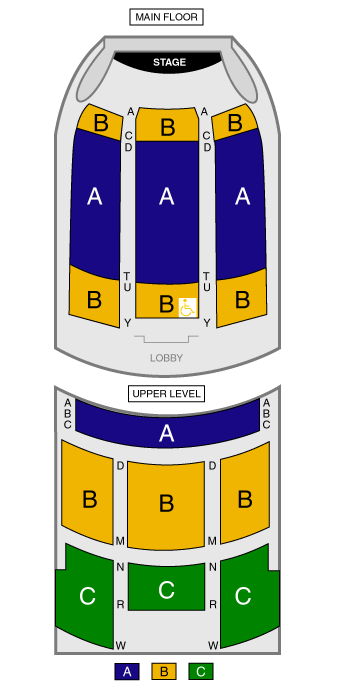 MAIN FLOOR
STAGE
A A
B B B
C C
D D
A A A
T T
U U
B B B
Y Y
LOBBY
UPPER LEVEL
A A
B B
C C
A
D D
B B B
M M
N N
C C C
R R
W W
A B C